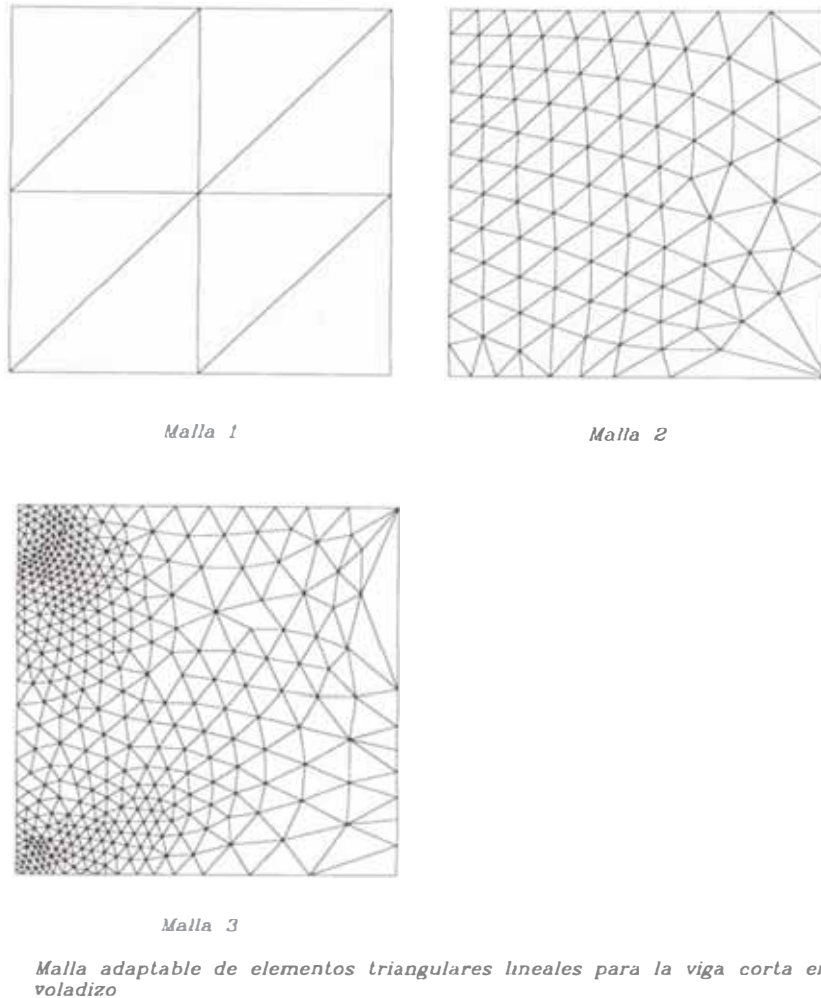 Malla 1
Malla 2
Malla 3
Malla adaptable de elementos triangulares lineales para la viga corta en
voladizo